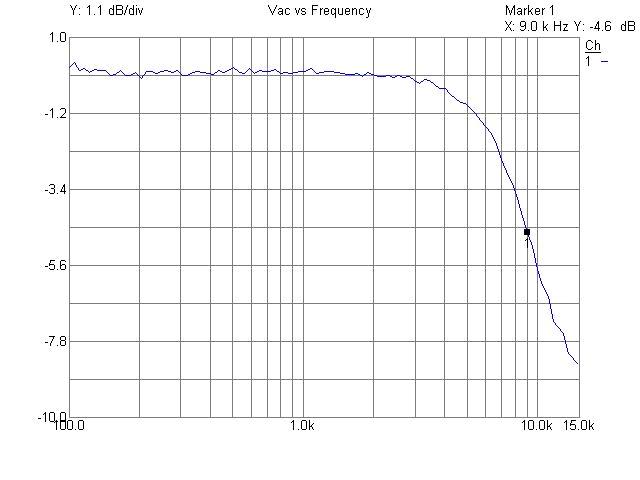 Y: 1.1 dB/div Vac vs Frequency Marker 1
X: 9.0 k Hz Y: -4.6 dB
1.0
Ch
1 –
-1.2
-3.4
1
-5.6
-7.8
-10.0
100.0 1.0k 10.0k 15.0k